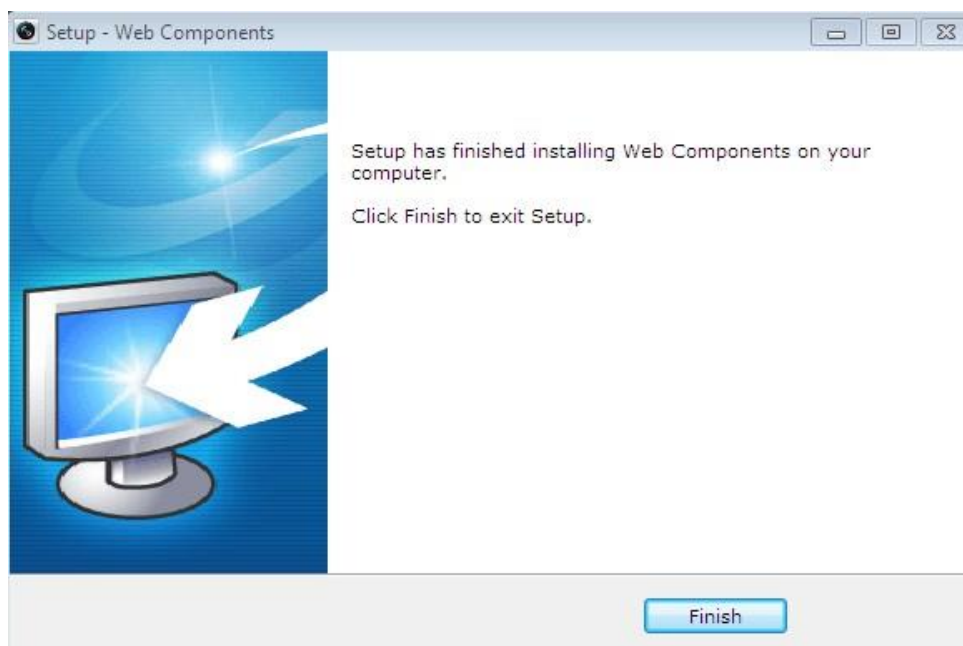 Setup - Web Components
Setup has finished installing Web Components on your
computer.
Click Finish to exit Setup.
Finish